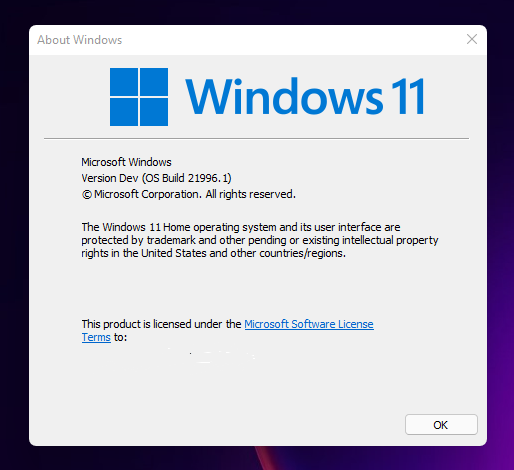 About Windows
Windows 11
Microsoft Windows
Version Dev (OS Build 21996.1)
© Microsoft Corporation. All rights reserved.
The Windows 11 Home operating system and its user interface are
protected by trademark and other pending or existing intellectual property
rights in the United States and other countries/regions.
This product is licensed under the Microsoft Software License
Terms to:
OK